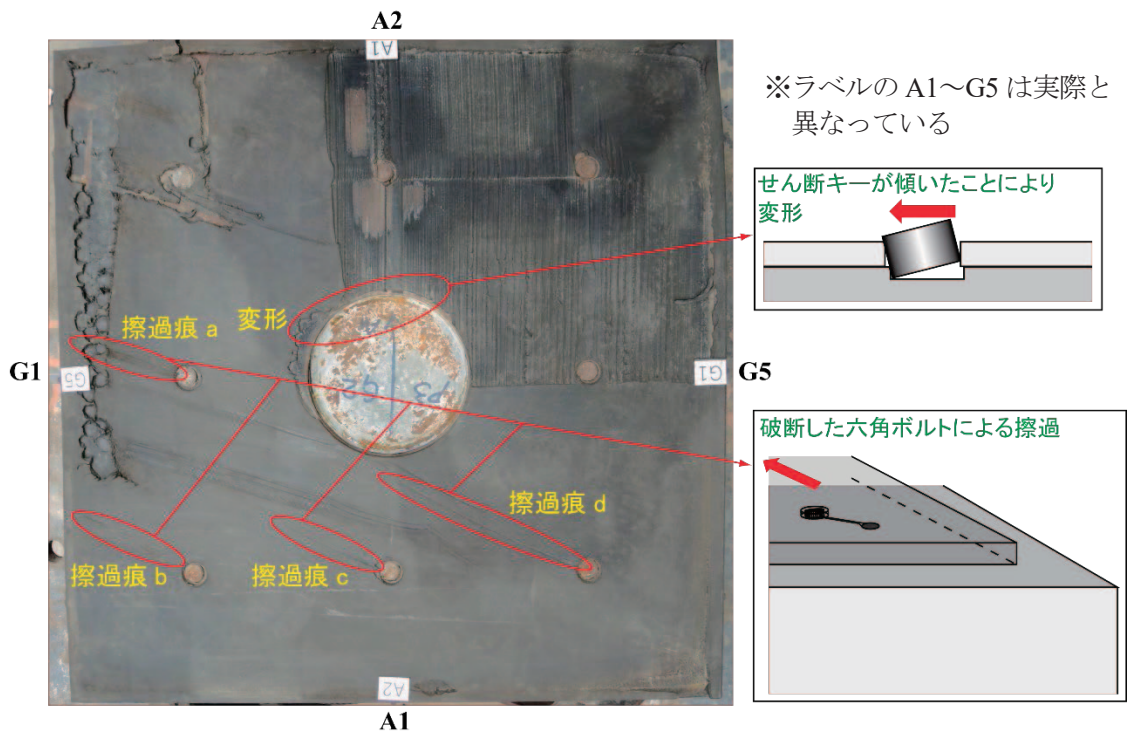 A2
A1
※ラベルの A1～G5 は実際と
異なっている
せん断キーが傾いたことにより
変形
擦過痕 a
変形
G1
G5
G1
G5
P3 G2
破断した六角ボルトによる擦過
擦過痕 d
擦過痕 b
擦過痕 c
A2
A1